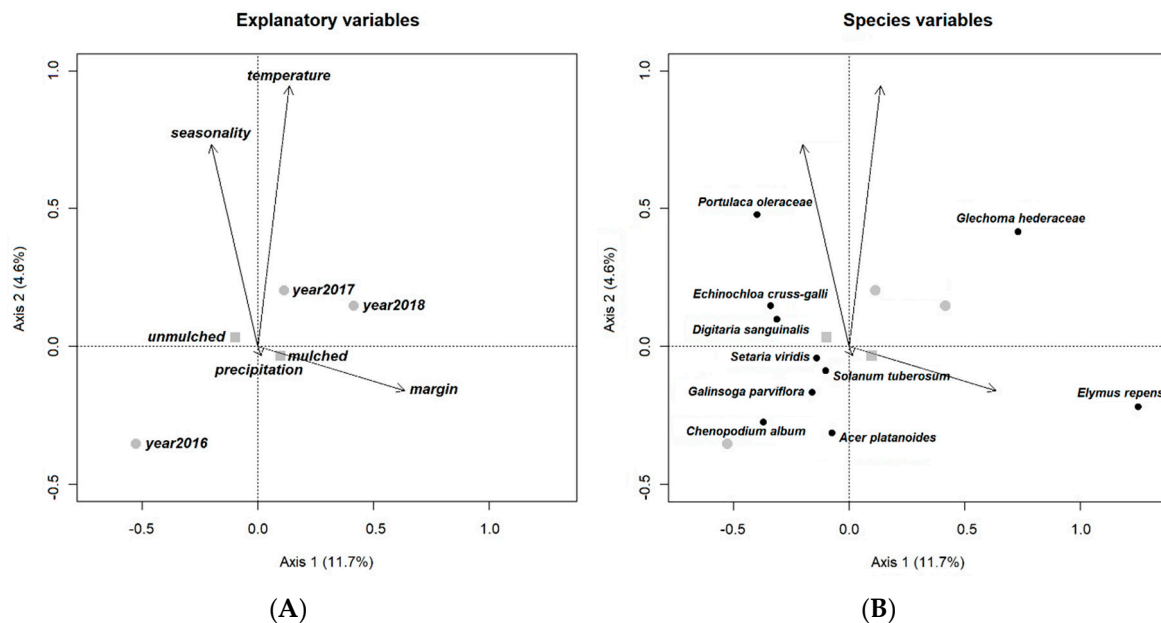 Explanatory variables
1.0
0.5
0.0
-0.5
Axis 2 (4.6%)
temperature
seasonality
year2017
year2018
unmulched
mulched
precipitation
margin
year2016
-0.5 0.0 0.5 1.0
Axis 1 (11.7%)
(A)
Species variables
1.0
0.5
0.0
-0.5
Axis 2 (4.6%)
Portulaca oleraceae
Glechoma hederaceae
Echinochloa cruss-galli
Digitaria sanguinalis
Setaria viridis
Solanum tuberosum
Galinsoga parviflora
Elymus repens
Chenopodium album
Acer platanoides
-0.5 0.0 0.5 1.0
Axis 1 (11.7%)
(B)